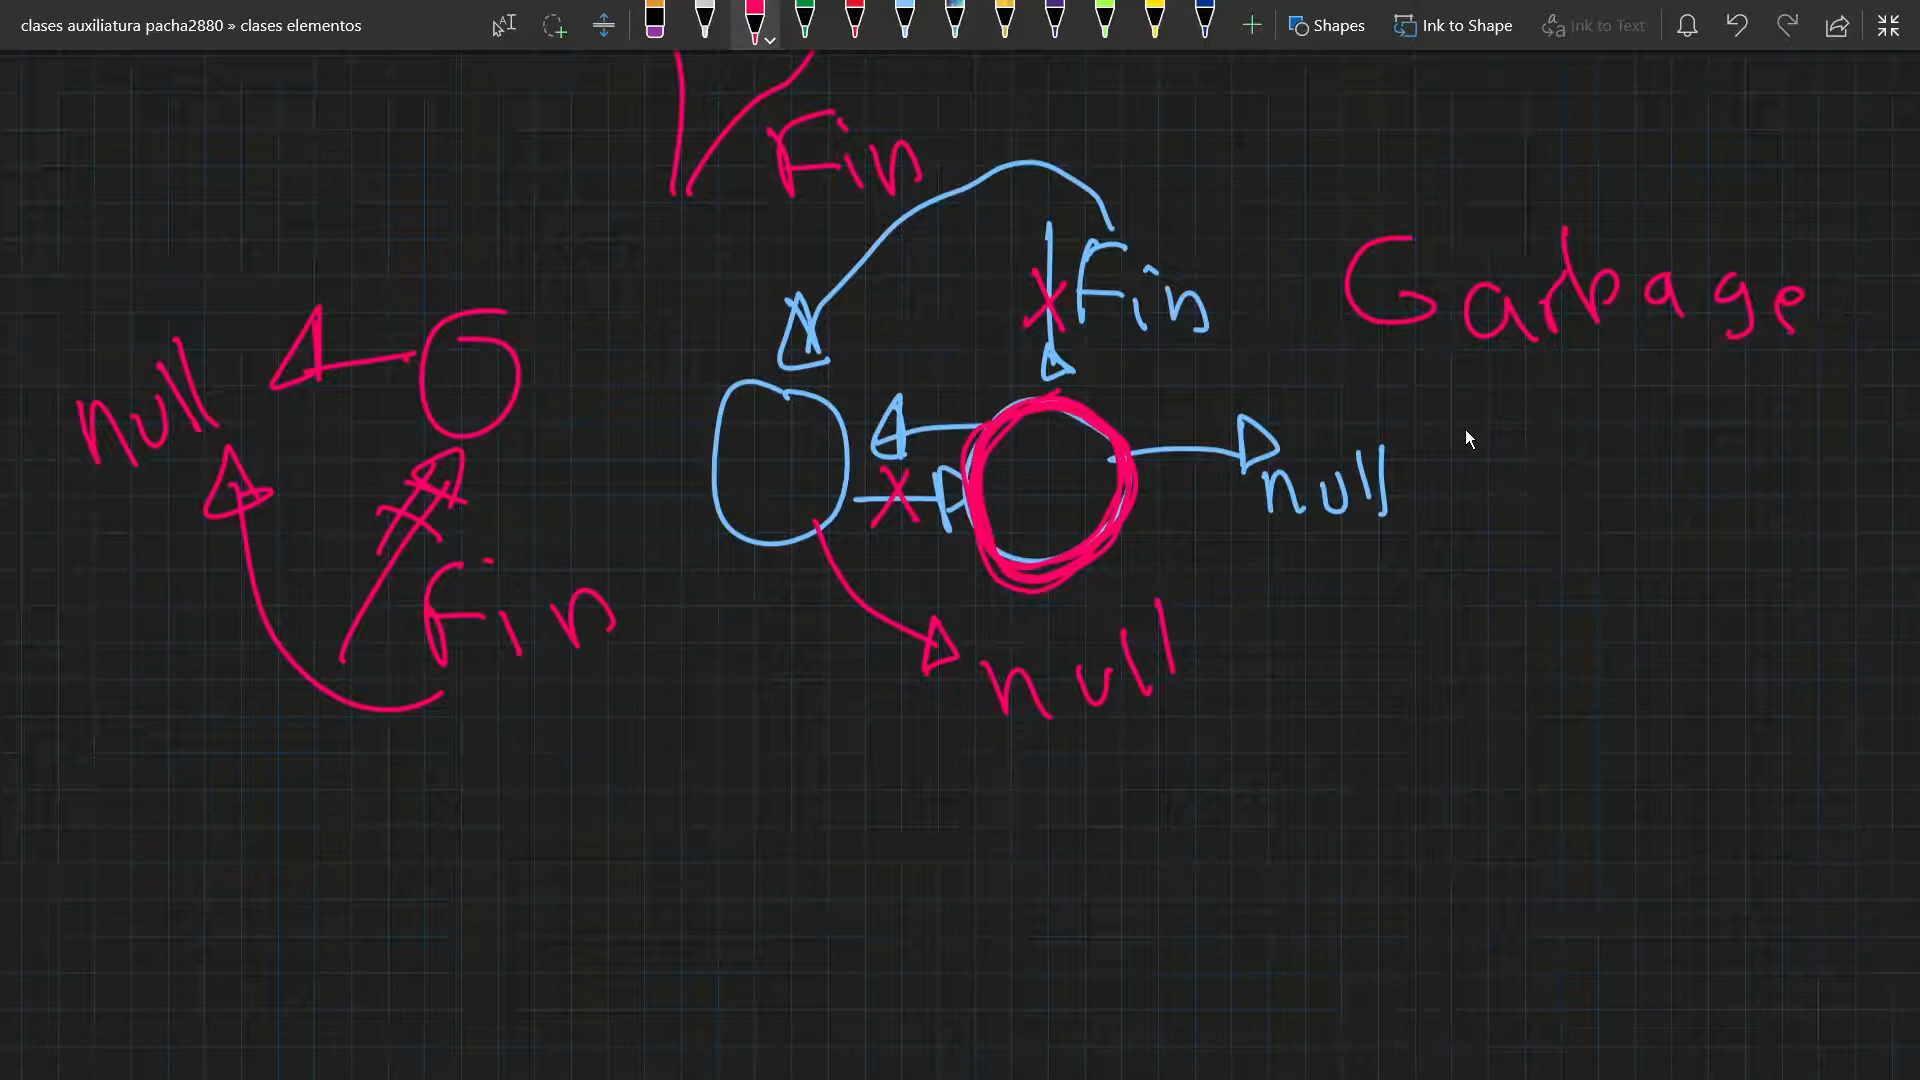 clases auxiliatura pacha2880 » clases elementos
Shapes
Ink to Shape
Ink to Text
Fin
Fin
Garbage
null
null
Fin
null